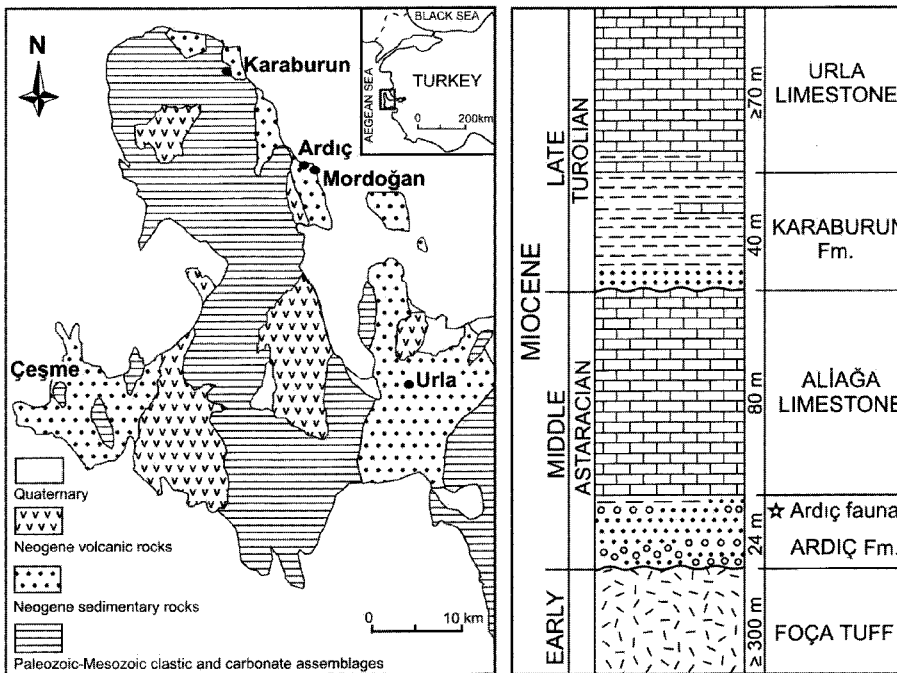 BLACK SEA
N
Karaburun
TURKEY
AEGEAN SEA
0 200km
Ardıç
Mordoğan
Çeşme
Urla
Quaternary
Neogene volcanic rocks
Neogene sedimentary rocks
0 10 km
Paleozoic-Mesozoic clastic and carbonate assemblages
MIOCENE
LATE
TUROLIAN
≥70 m
URLA
LIMESTONE
40 m
KARABURUN
Fm.
MIDDLE
ASTARACIAN
80 m
ALİAĞA
LIMESTONE
24 m
☆ Ardıç fauna
ARDIÇ Fm.
EARLY
≥ 300 m
FOÇA TUFF